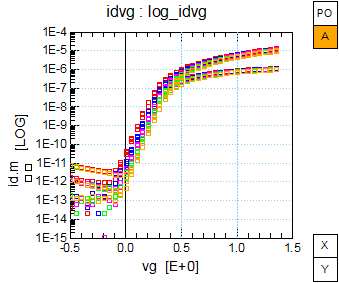 idvg : log_idvg
PO
A
1E-4
1E-5
1E-6
1E-7
1E-8
1E-9
1E-10
1E-11
1E-12
1E-13
1E-14
1E-15
id.m [LOG]
-0.5 0.0 0.5 1.0 1.5
vg [E+0]
X
Y